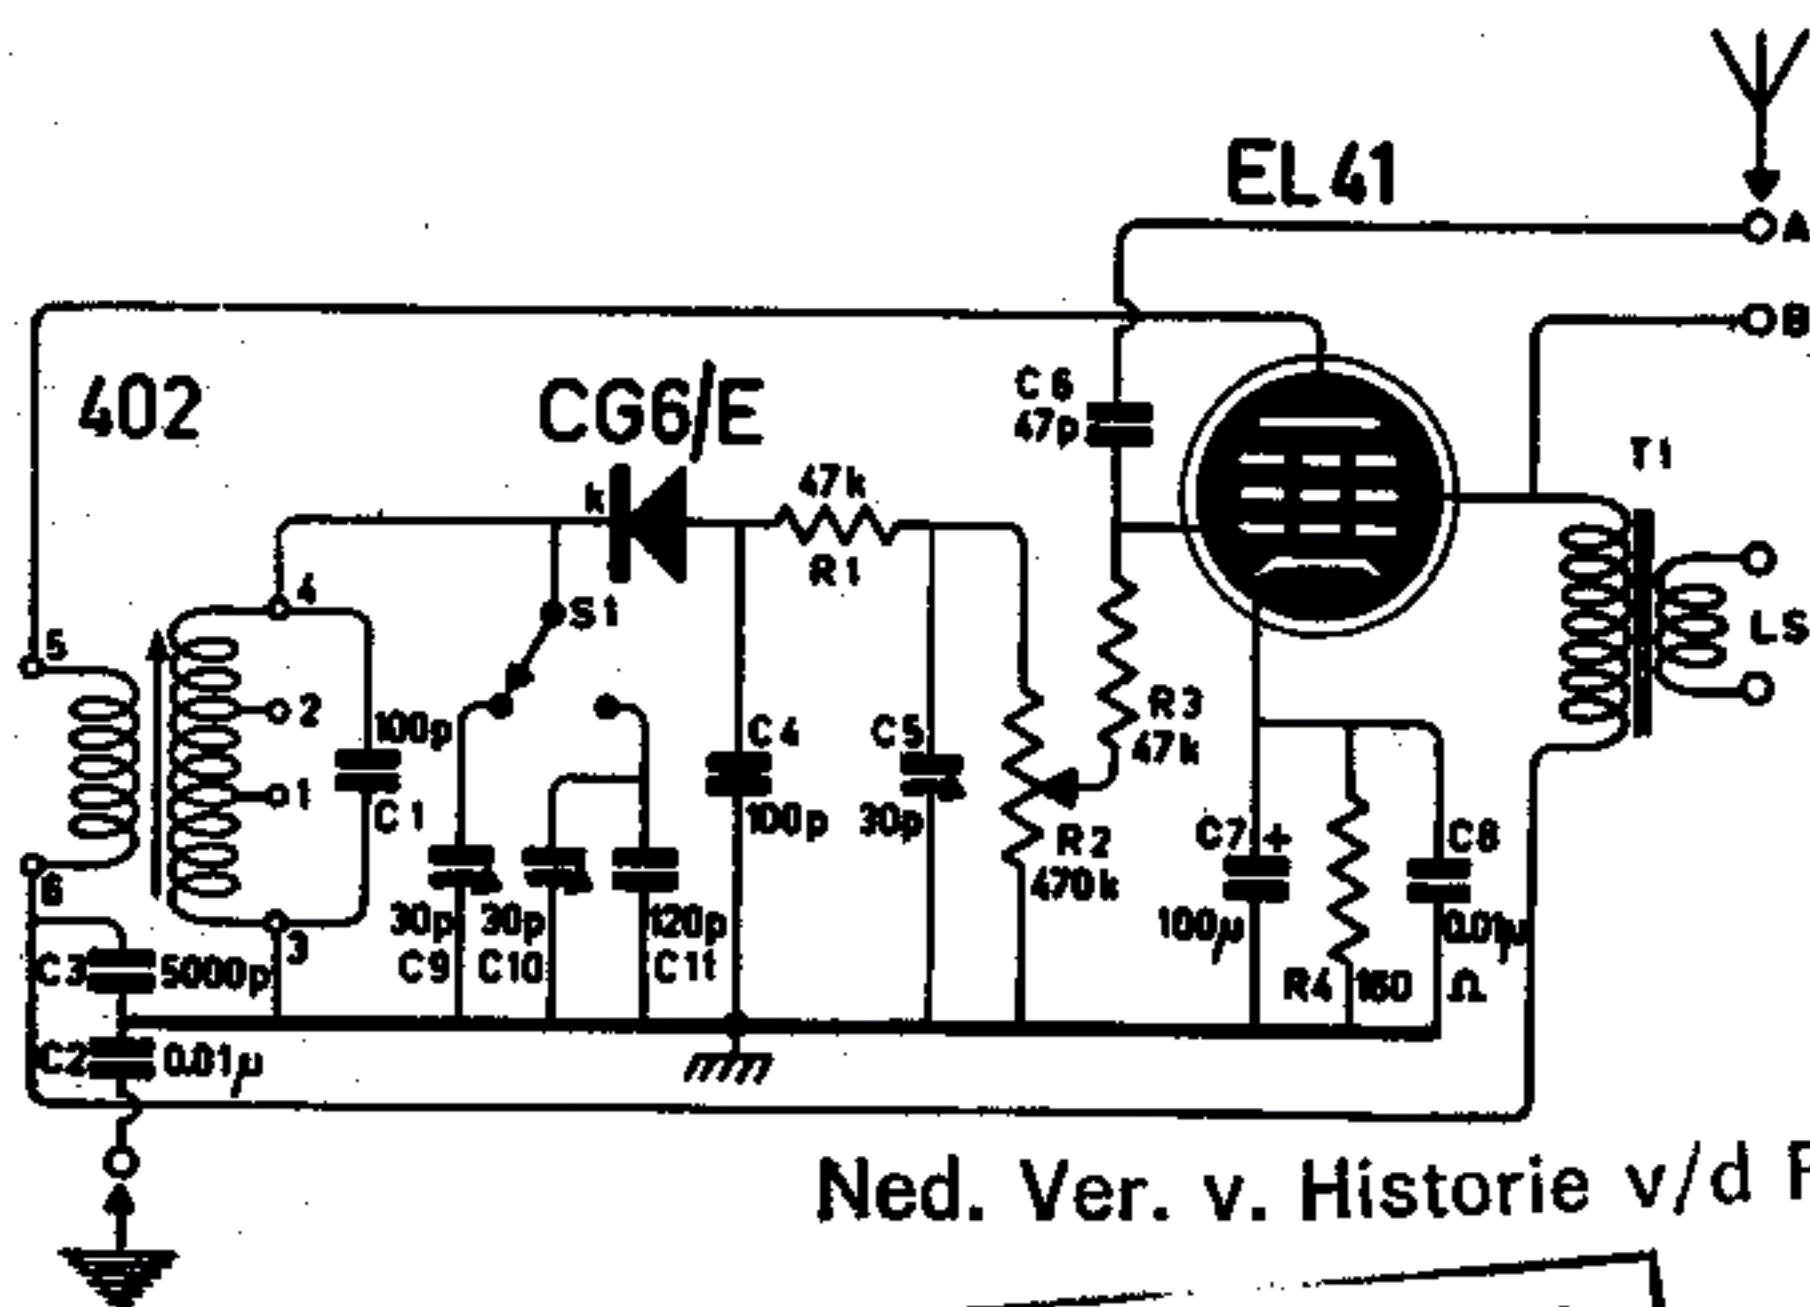 EL41
A
B
402
CG6/E
C6
47p
T1
k
47k
R1
4
S1
LS
5
2
100p
C4
C5
R3
47k
1
C1
100p
30p
R2
470k
C7 +
C8
6
30p
30p
120p
100µ
0.01µ
3
C9
C10
C11
C3
5000p
R4
160
Ω
C2
0.01µ
Ned. Ver. v. Historie v/d